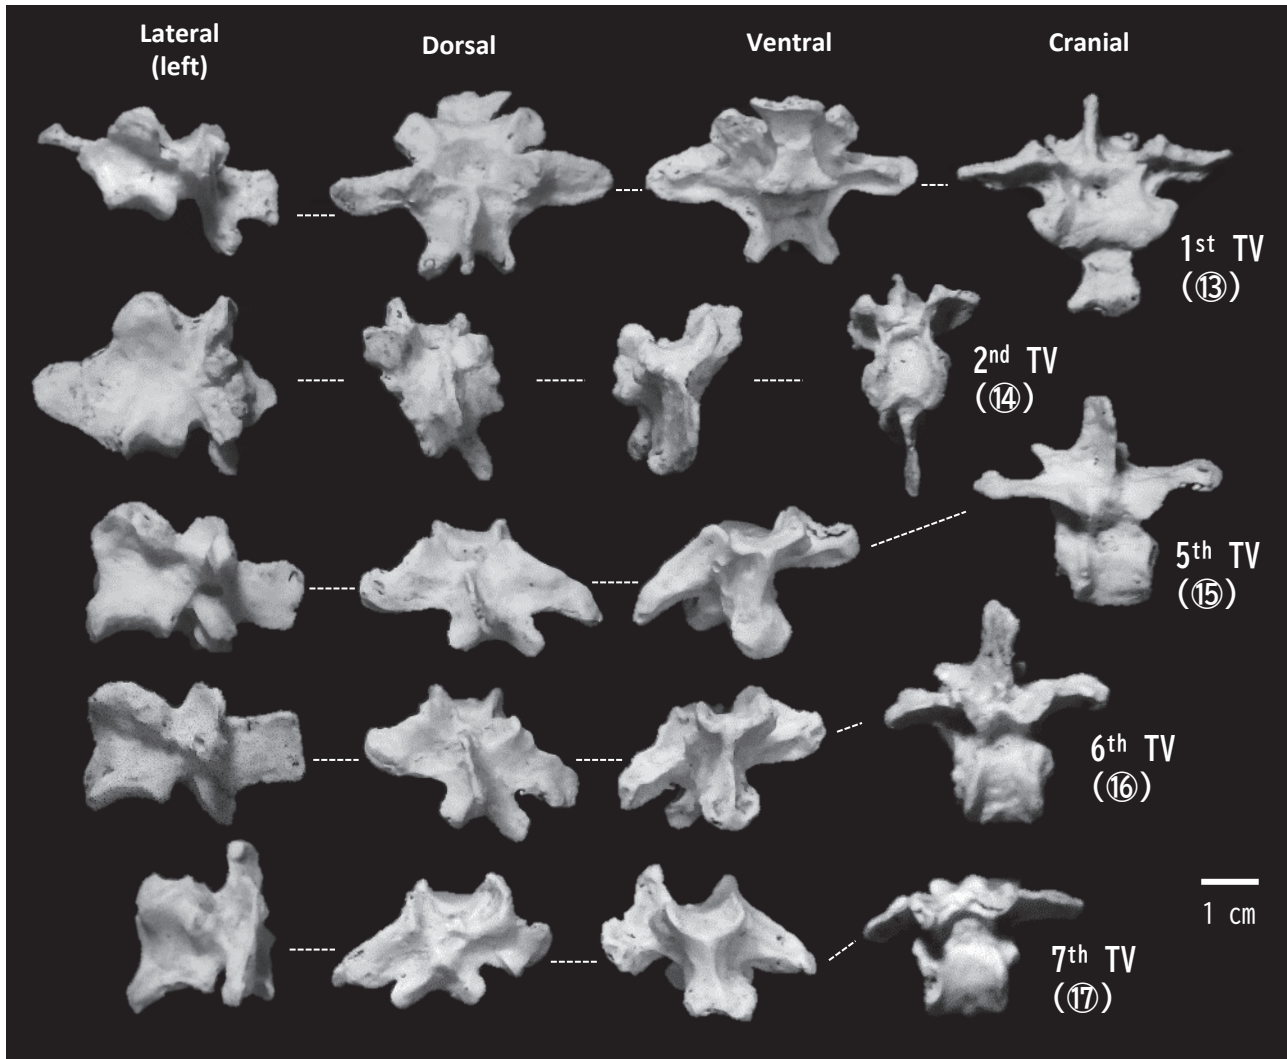 Lateral
(left)
Dorsal
Ventral
Cranial
1st TV
(⑬)
2nd TV
(⑭)
5th TV
(⑮)
6th TV
(⑯)
7th TV
(⑰)
1 cm